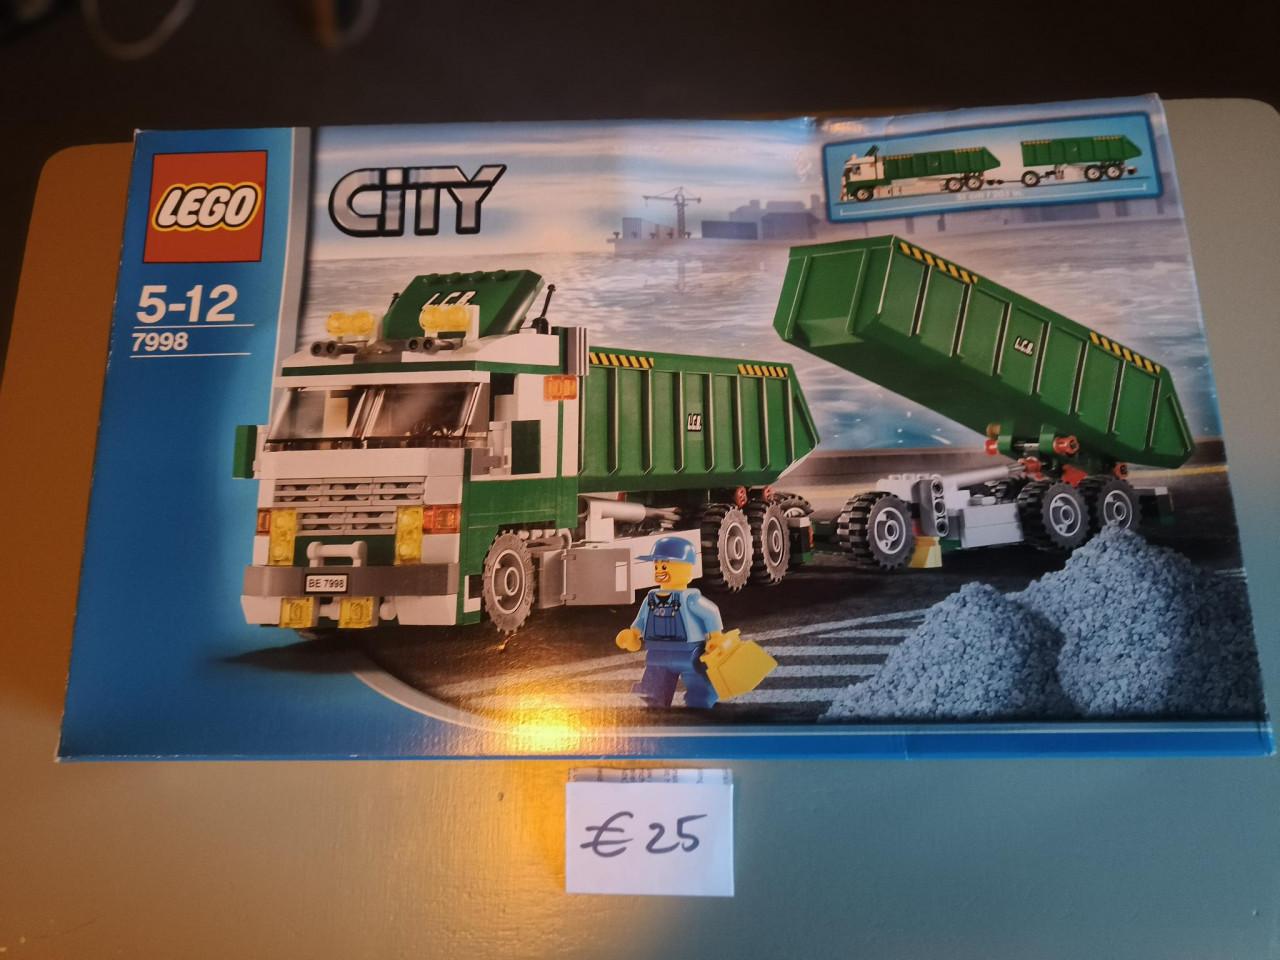 LEGO
CITY
5-12
7998
L.C.B.
L.C.B.
L.C.B.
BE 7998
€ 25